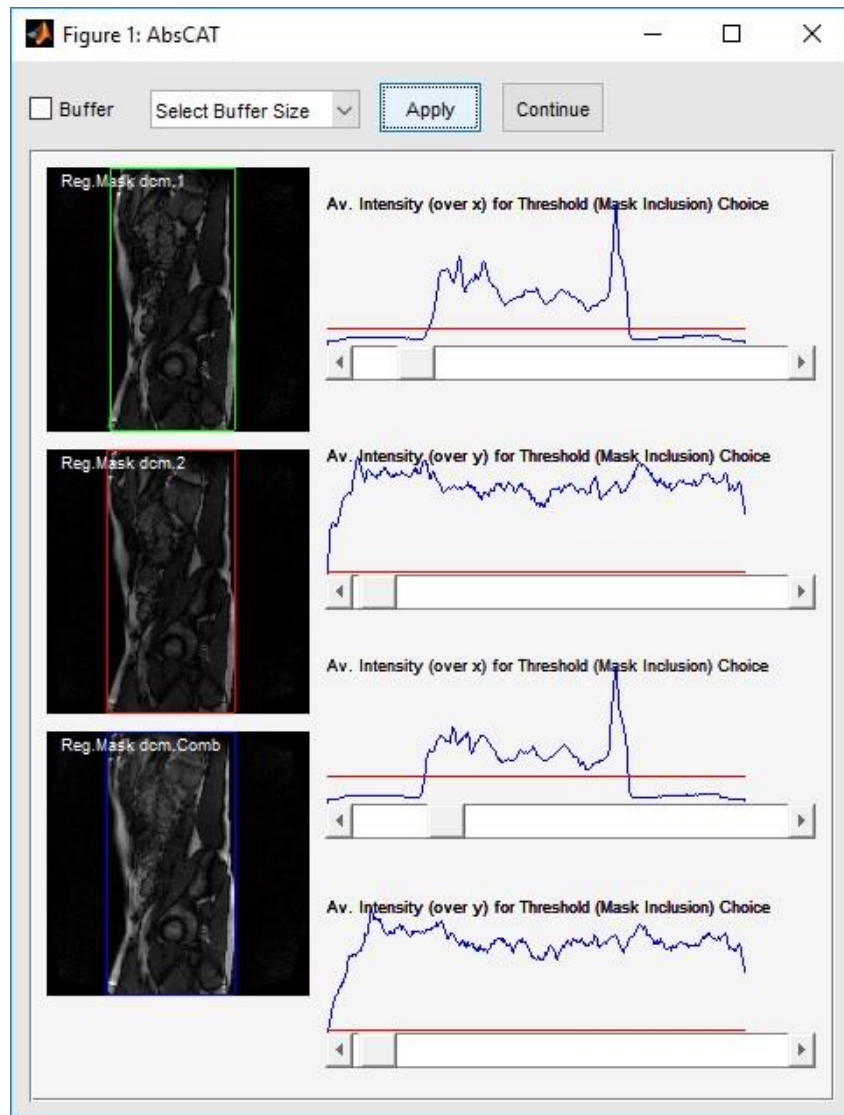 Figure 1: AbsCAT
Buffer
Select Buffer Size
Apply
Continue
Reg.Mask dcm.1
Av. Intensity (over x) for Threshold (Mask Inclusion) Choice
Reg.Mask dcm.2
Av. Intensity (over y) for Threshold (Mask Inclusion) Choice
Av. Intensity (over x) for Threshold (Mask Inclusion) Choice
Reg.Mask dcm.Comb
Av. Intensity (over y) for Threshold (Mask Inclusion) Choice